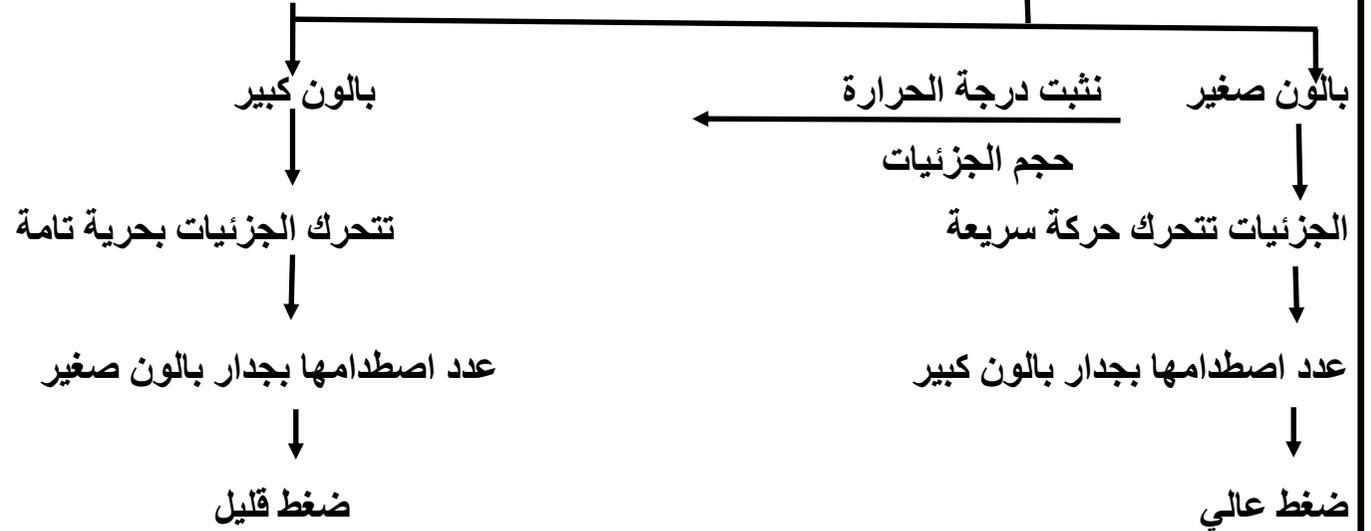 بالون صغير
نثبت درجة الحرارة
بالون كبير
حجم الجزئيات
الجزئيات تتحرك حركة سريعة
تتحرك الجزئيات بحرية تامة
عدد اصطدامها بجدار بالون كبير
عدد اصطدامها بجدار بالون صغير
ضغط عالي
ضغط قليل